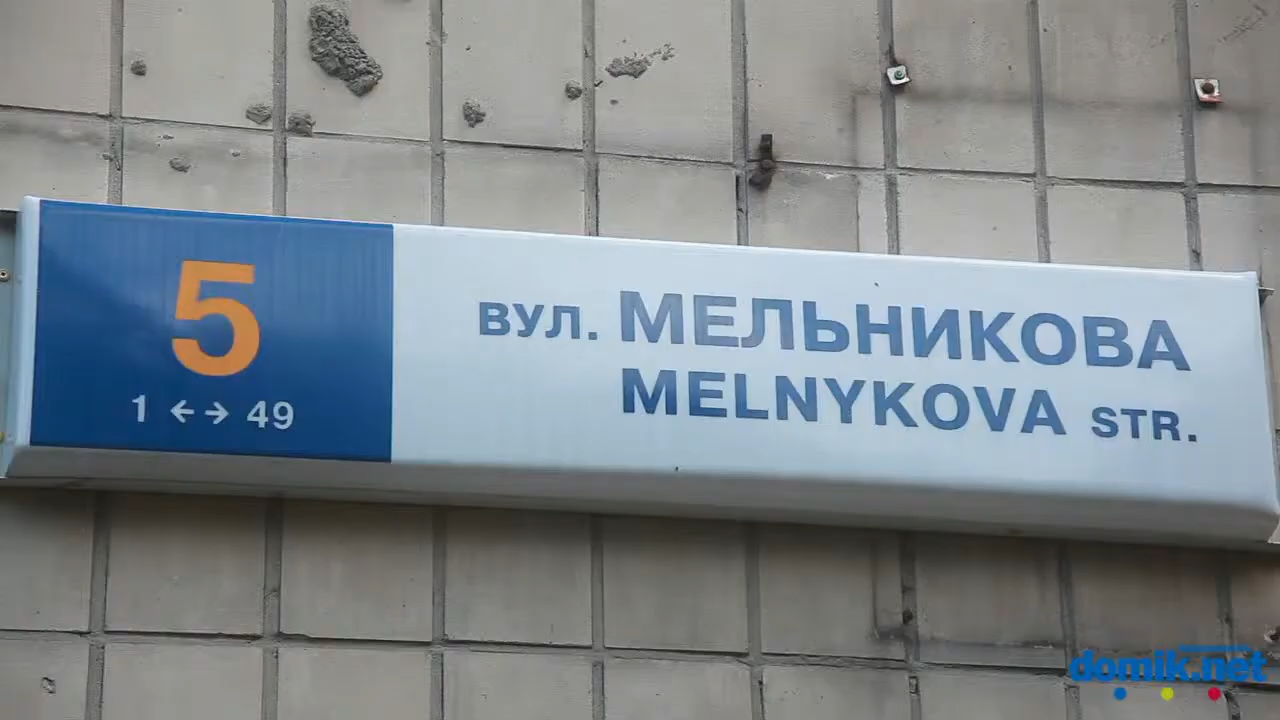 5
1 ←→ 49
вул. МЕЛЬНИКОВА
MELNYKOVA STR.
domik.net